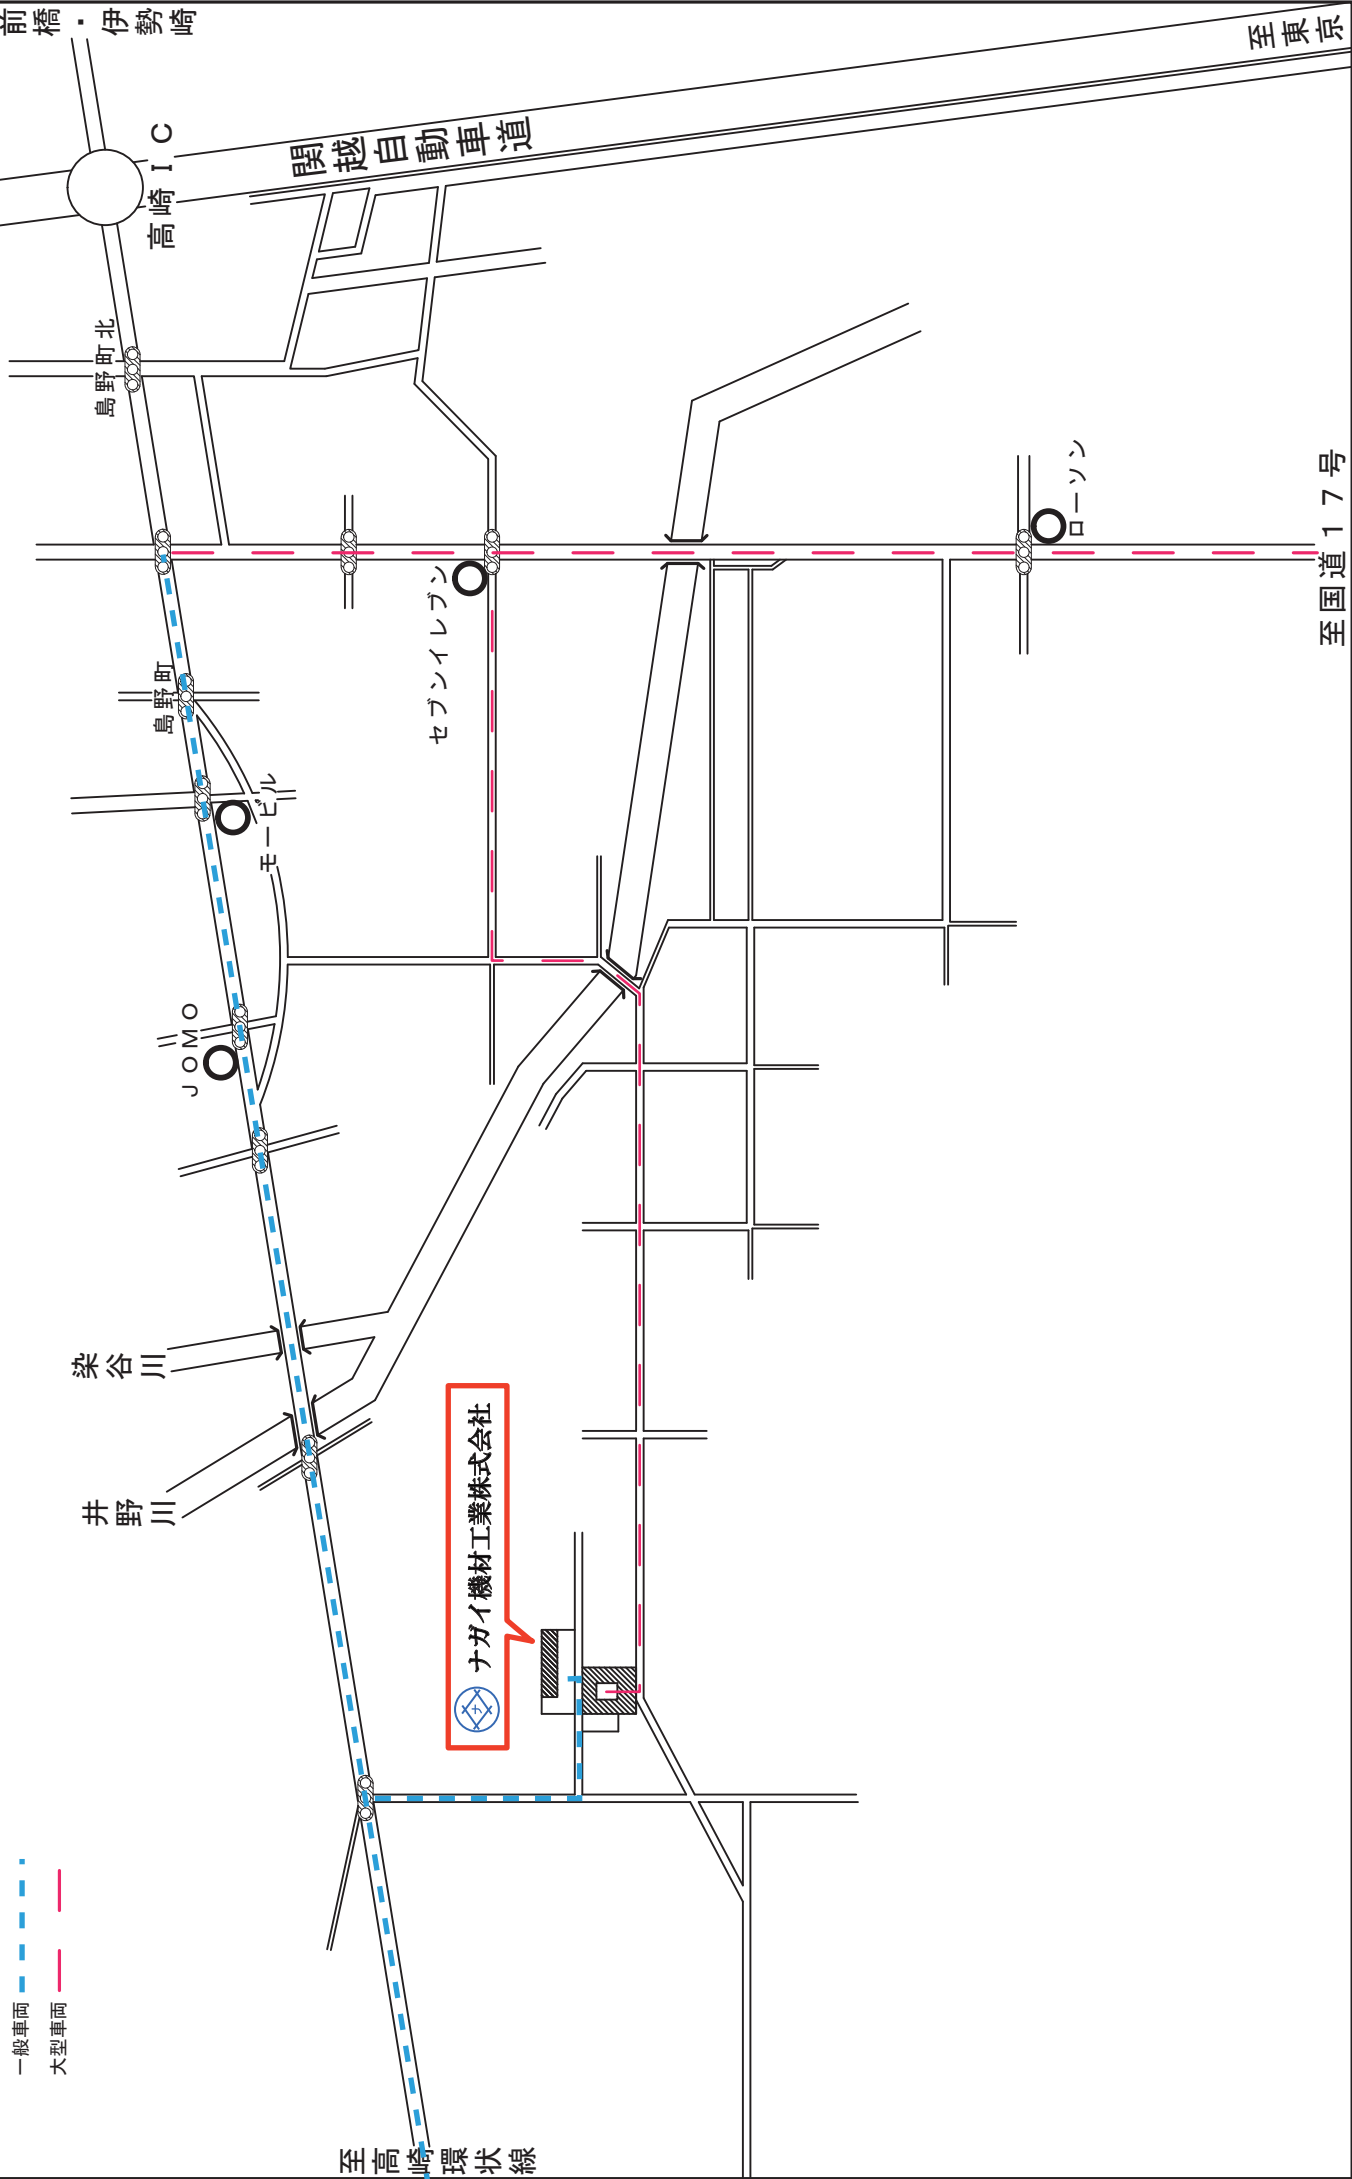 一般車両
大型車両
前橋・伊勢崎
高崎ＩＣ
関越自動車道
至東京
島野町北
島野町
モービル
ＪＯＭＯ
セブンイレブン
ローソン
至国道１７号
染谷川
井野川
ナ
ナガイ機材工業株式会社
至高崎環状線